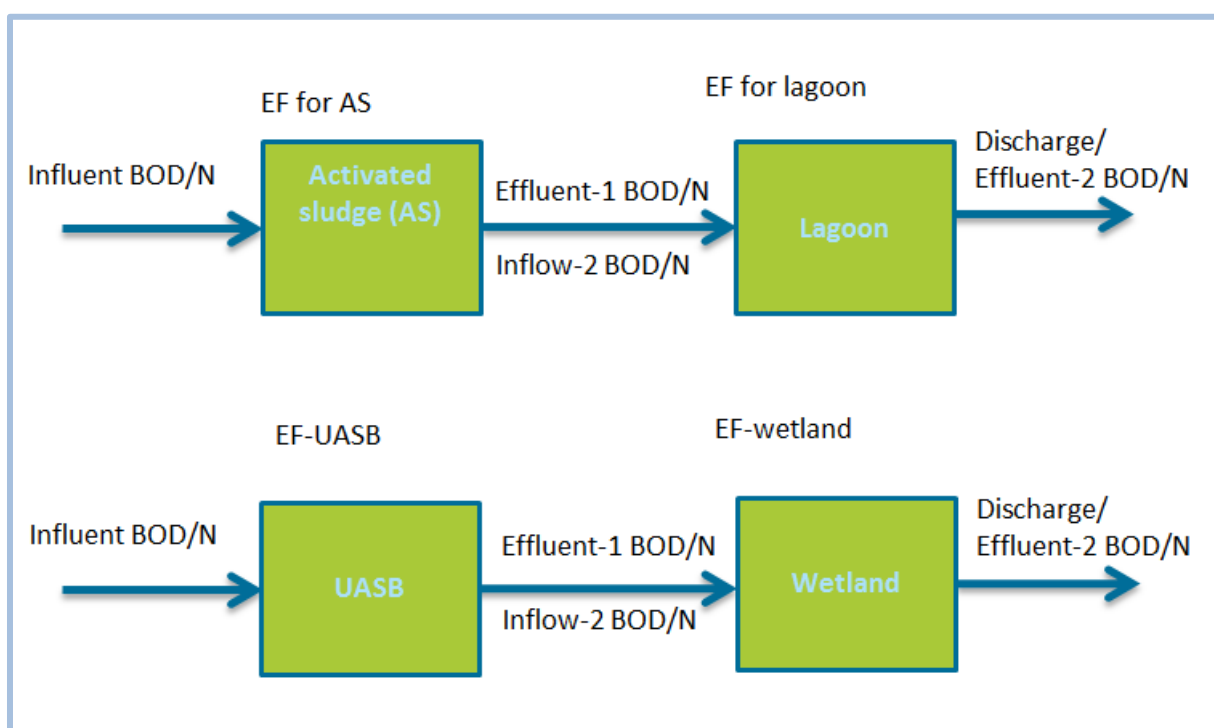 EF for AS
EF for lagoon
Influent BOD/N
Activated
sludge (AS)
Effluent-1 BOD/N
Inflow-2 BOD/N
Lagoon
Discharge/
Effluent-2 BOD/N
EF-UASB
EF-wetland
Influent BOD/N
UASB
Effluent-1 BOD/N
Inflow-2 BOD/N
Wetland
Discharge/
Effluent-2 BOD/N